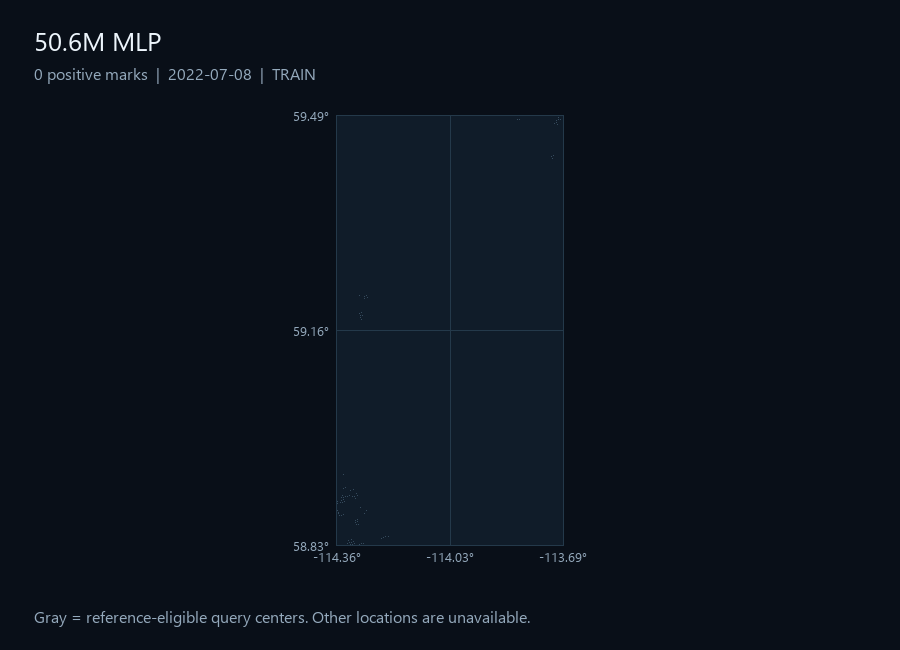 50.6M MLP
0 positive marks | 2022-07-08 | TRAIN
59.49°
59.16°
58.83°
-114.36° -114.03° -113.69°
Gray = reference-eligible query centers. Other locations are unavailable.